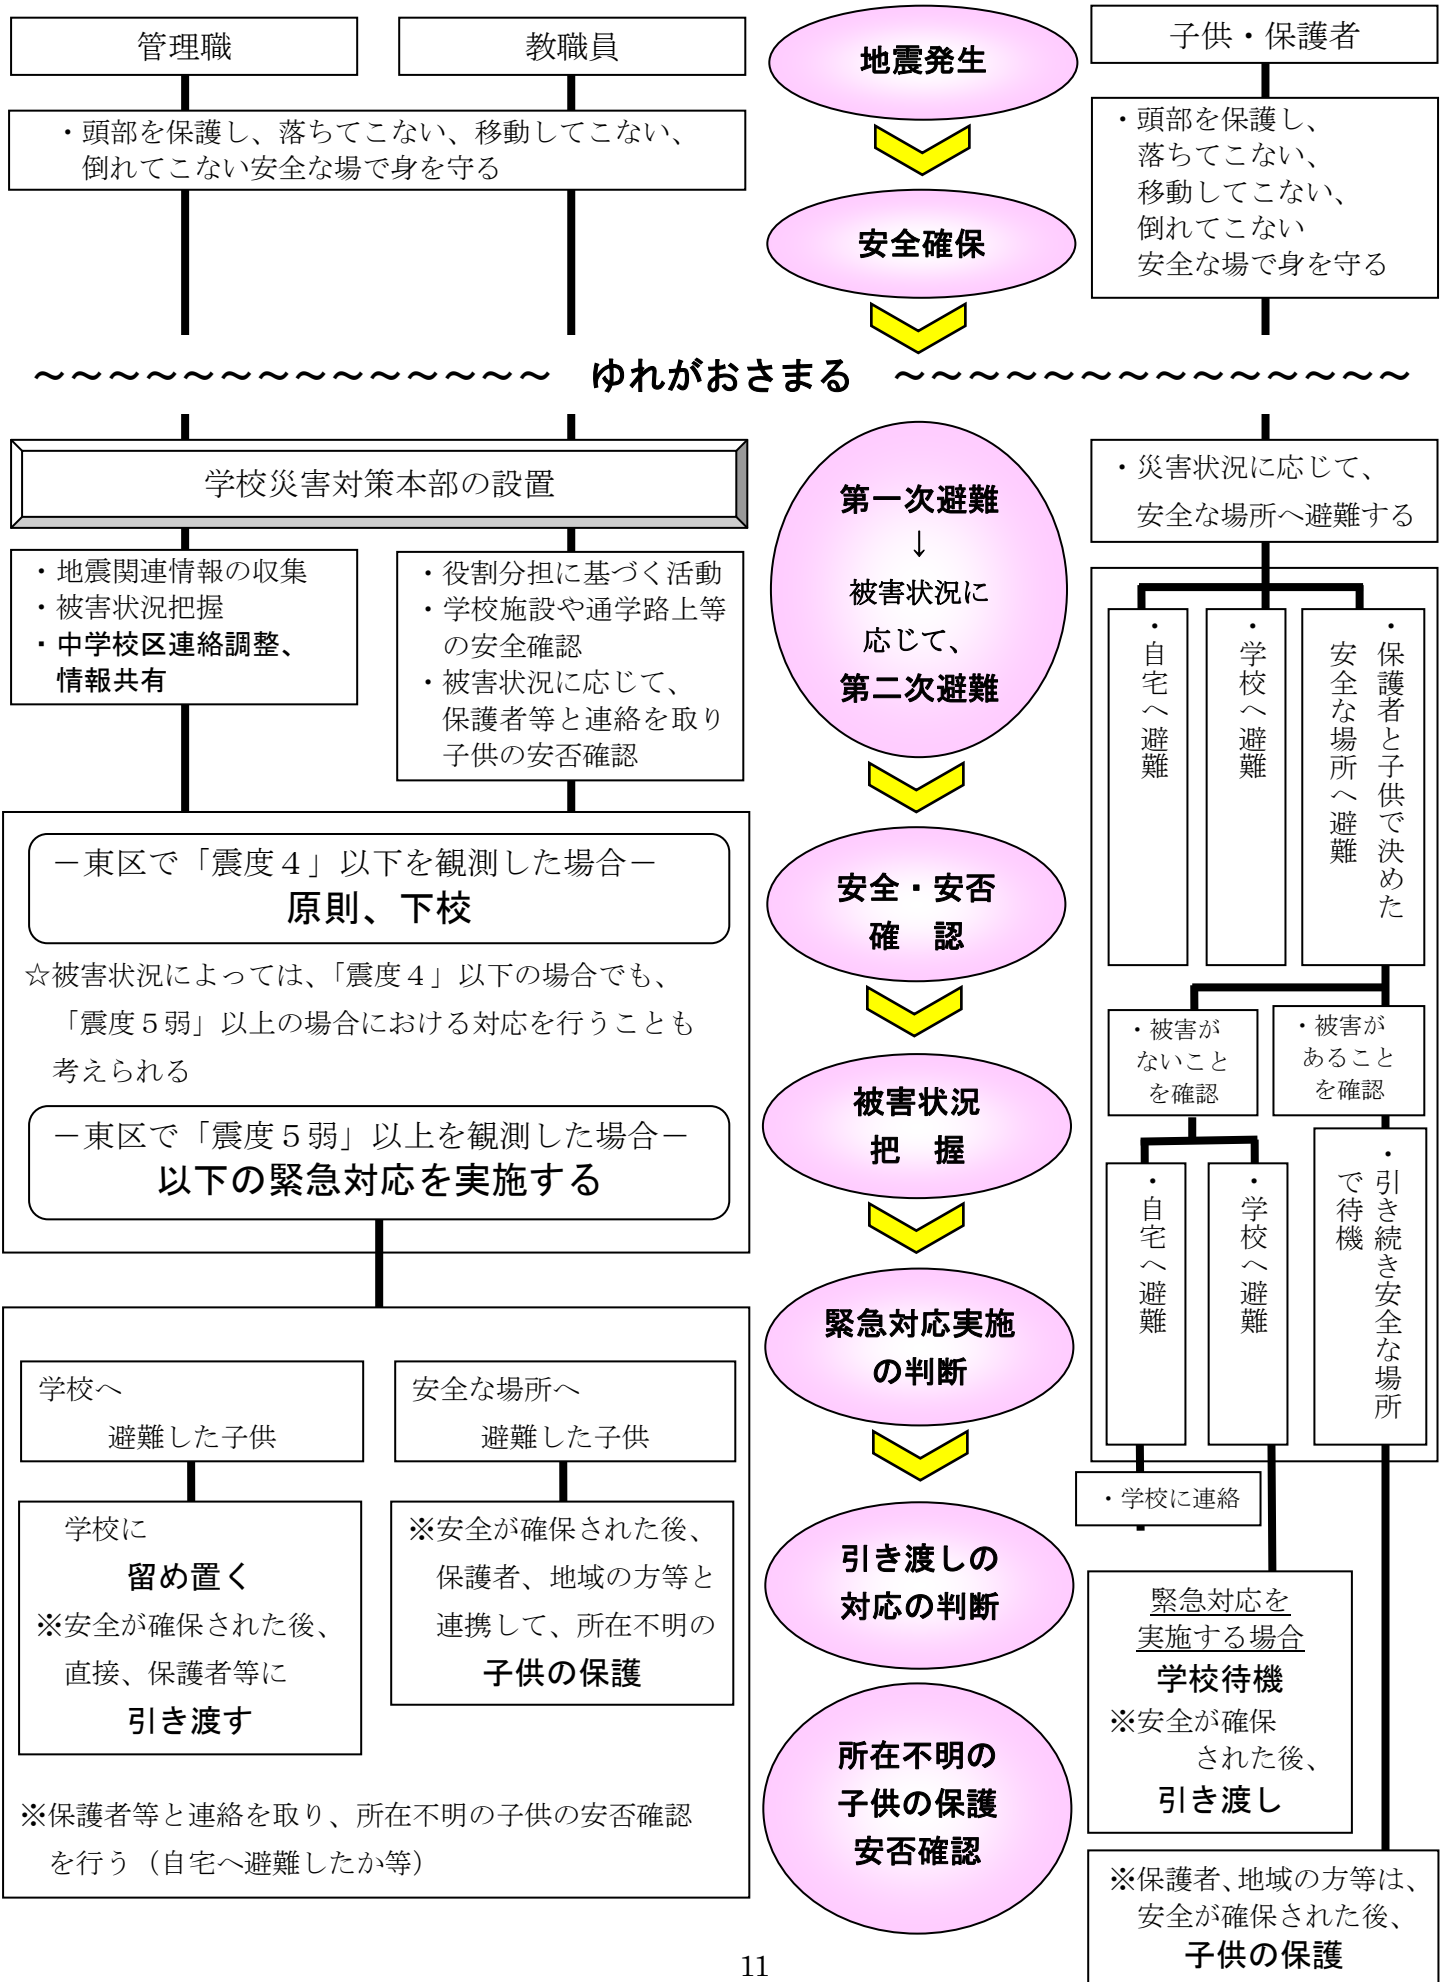 管理職
教職員
・頭部を保護し、落ちてこない、移動してこない、
倒れてこない安全な場で身を守る
地震発生
安全確保
子供・保護者
・頭部を保護し、
落ちてこない、
移動してこない、
倒れてこない
安全な場で身を守る
～～～～～～～～～～～～～～ ゆれがおさまる ～～～～～～～～～～～～～～
学校災害対策本部の設置
・地震関連情報の収集
・被害状況把握
・中学校区連絡調整、
情報共有
・役割分担に基づく活動
・学校施設や通学路上等
の安全確認
・被害状況に応じて、
保護者等と連絡を取り
子供の安否確認
－東区で「震度４」以下を観測した場合－
原則、下校
☆被害状況によっては、「震度４」以下の場合でも、
「震度５弱」以上の場合における対応を行うことも
考えられる
－東区で「震度５弱」以上を観測した場合－
以下の緊急対応を実施する
学校へ
避難した子供
学校に
留め置く
※安全が確保された後、
直接、保護者等に
引き渡す
安全な場所へ
避難した子供
※安全が確保された後、
保護者、地域の方等と
連携して、所在不明の
子供の保護
※保護者等と連絡を取り、所在不明の子供の安否確認
を行う（自宅へ避難したか等）
第一次避難
↓
被害状況に
応じて、
第二次避難
安全・安否
確　認
被害状況
把　握
緊急対応実施
の判断
引き渡しの
対応の判断
所在不明の
子供の保護
安否確認
・災害状況に応じて、
安全な場所へ避難する
・自宅へ避難
・学校へ避難
・保護者と子供で決めた
安全な場所へ避難
・被害が
ないこと
を確認
・被害が
あること
を確認
・自宅へ避難
・学校へ避難
・引き続き安全な場所
で待機
・学校に連絡
緊急対応を
実施する場合
学校待機
※安全が確保
された後、
引き渡し
※保護者、地域の方等は、
安全が確保された後、
子供の保護
11